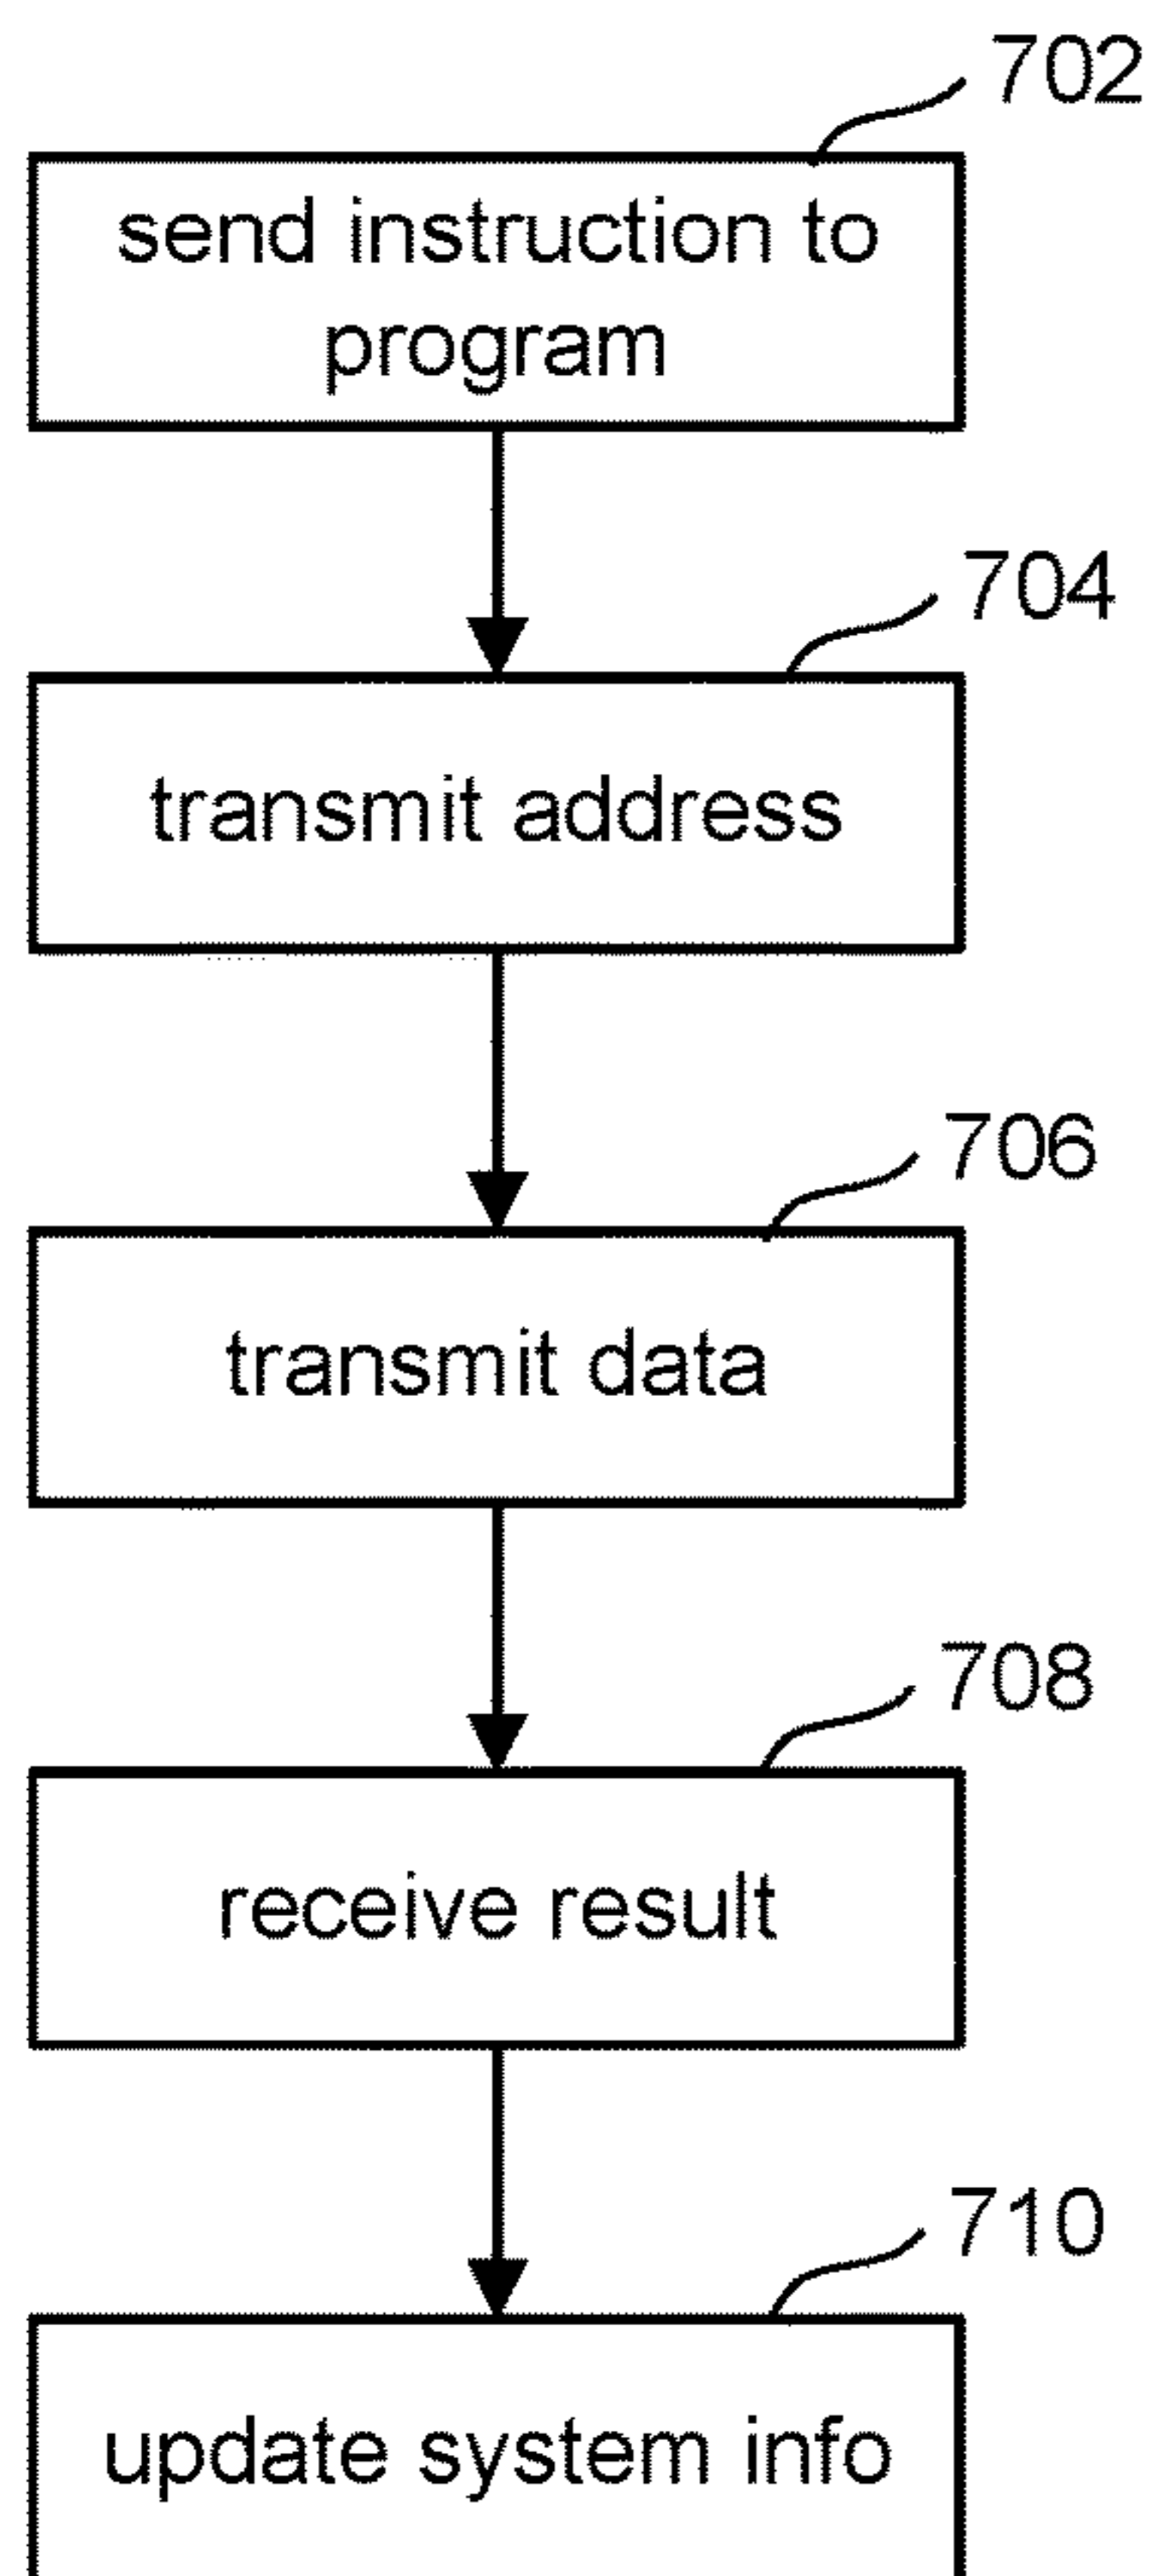 702
send instruction to
program
704
transmit address
706
transmit data
708
receive result
710
update system info